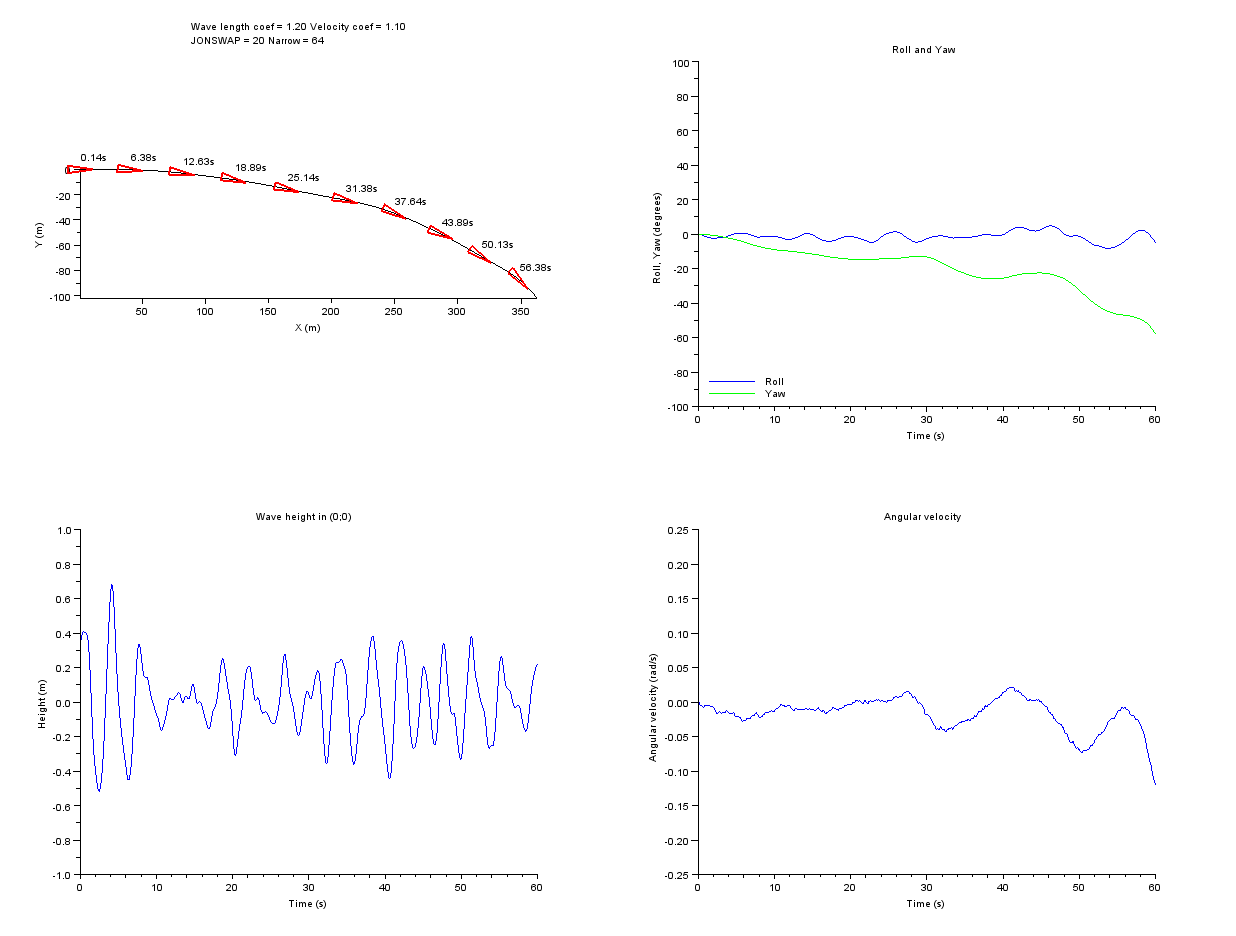 Wave length coef = 1.20 Velocity coef = 1.10
JONSWAP = 20 Narrow = 64
0.14s
6.38s
12.63s
18.89s
25.14s
31.38s
37.64s
43.89s
50.13s
56.38s
0
-20
-40
-60
-80
-100
Y (m)
50
100
150
200
250
300
350
X (m)
Roll and Yaw
100
80
60
40
20
0
-20
-40
-60
-80
-100
Roll, Yaw (degrees)
Roll
Yaw
0
10
20
30
40
50
60
Time (s)
Wave height in (0;0)
1.0
0.8
0.6
0.4
0.2
0.0
-0.2
-0.4
-0.6
-0.8
-1.0
Height (m)
0
10
20
30
40
50
60
Time (s)
Angular velocity
0.25
0.20
0.15
0.10
0.05
0.00
-0.05
-0.10
-0.15
-0.20
-0.25
Angular velocity (rad/s)
0
10
20
30
40
50
60
Time (s)